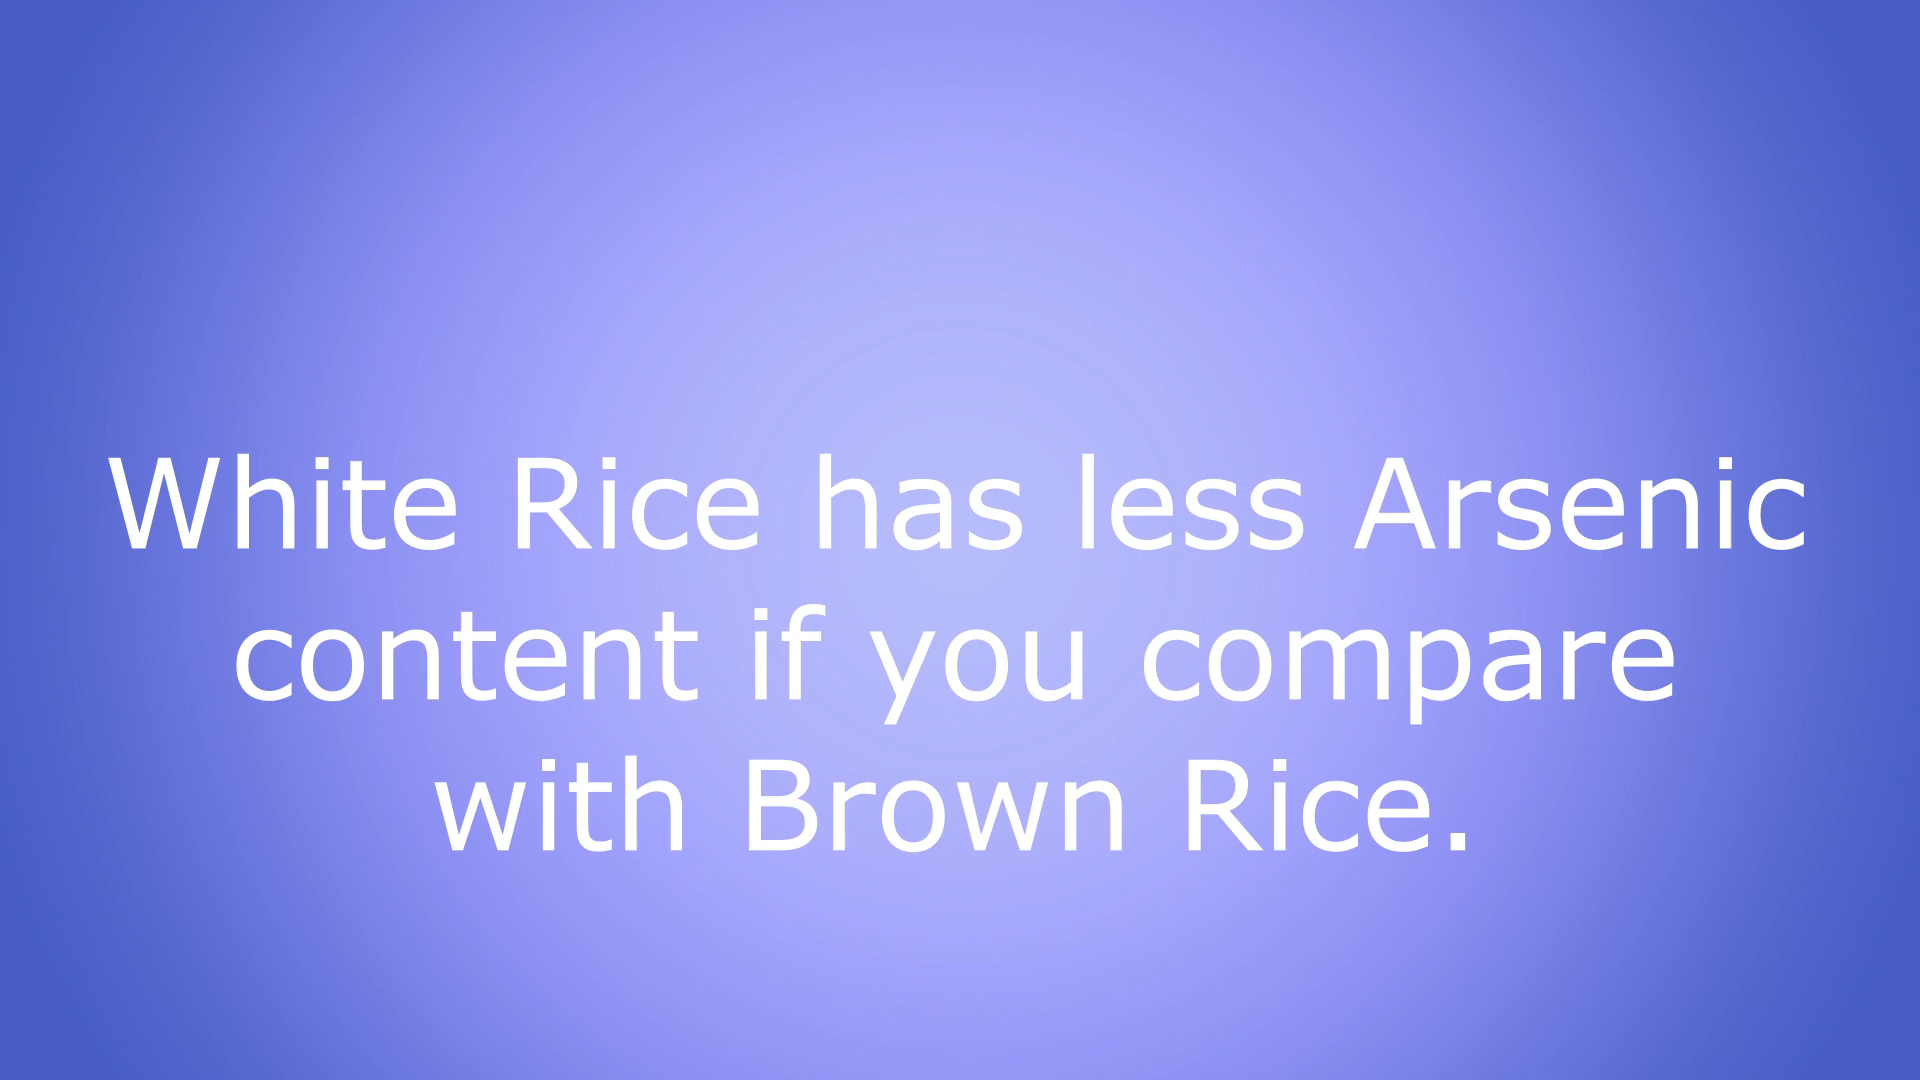 White Rice has less Arsenic
content if you compare
with Brown Rice.